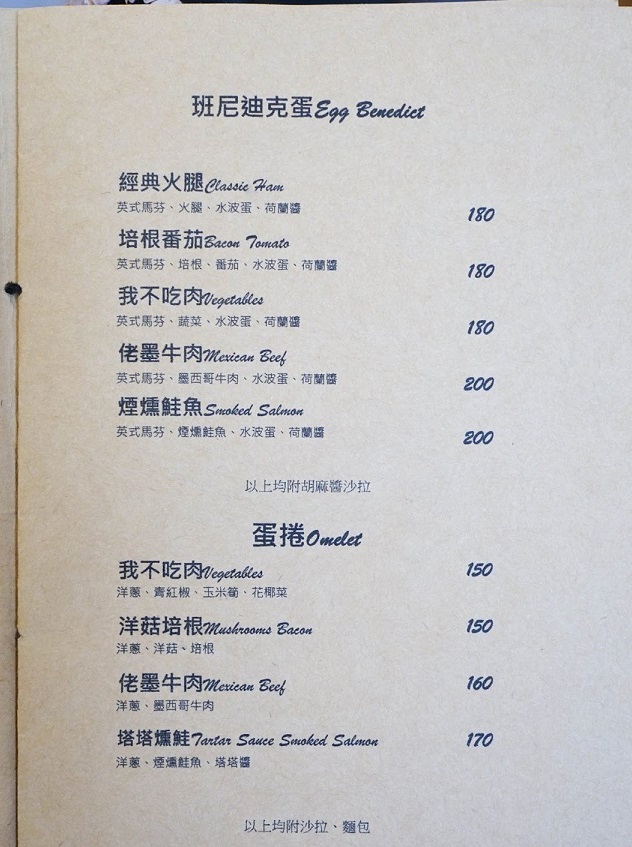 班尼迪克蛋Egg Benedict
經典火腿Classic Ham
英式馬芬、火腿、水波蛋、荷蘭醬
180
培根番茄Bacon Tomato
英式馬芬、培根、番茄、水波蛋、荷蘭醬
180
我不吃肉Vegetables
英式馬芬、蔬菜、水波蛋、荷蘭醬
180
佬墨牛肉Mexican Beef
英式馬芬、墨西哥牛肉、水波蛋、荷蘭醬
200
煙燻鮭魚Smoked Salmon
英式馬芬、煙燻鮭魚、水波蛋、荷蘭醬
200
以上均附胡麻醬沙拉
蛋捲Omelet
我不吃肉Vegetables 150
洋蔥、青紅椒、玉米筍、花椰菜
洋菇培根Mushrooms Bacon 150
洋蔥、洋菇、培根
佬墨牛肉Mexican Beef 160
洋蔥、墨西哥牛肉
塔塔燻鮭Tartar Sauce Smoked Salmon 170
洋蔥、煙燻鮭魚、塔塔醬
以上均附沙拉、麵包